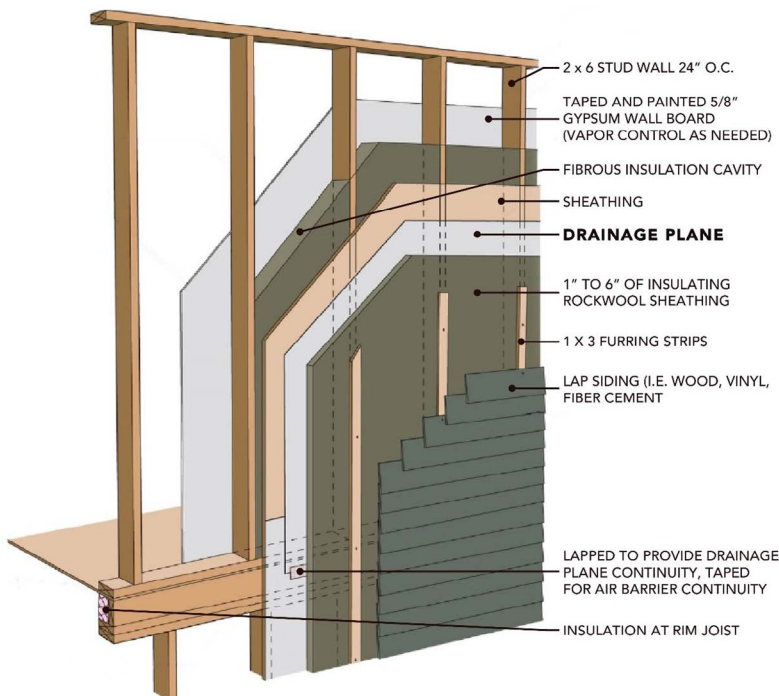 2 x 6 STUD WALL 24" O.C.
TAPED AND PAINTED 5/8"
GYPSUM WALL BOARD
(VAPOR CONTROL AS NEEDED)
FIBROUS INSULATION CAVITY
SHEATHING
DRAINAGE PLANE
1" TO 6" OF INSULATING
ROCKWOOL SHEATHING
1 X 3 FURRING STRIPS
LAP SIDING (I.E. WOOD, VINYL,
FIBER CEMENT
LAPPED TO PROVIDE DRAINAGE
PLANE CONTINUITY, TAPED
FOR AIR BARRIER CONTINUITY
INSULATION AT RIM JOIST